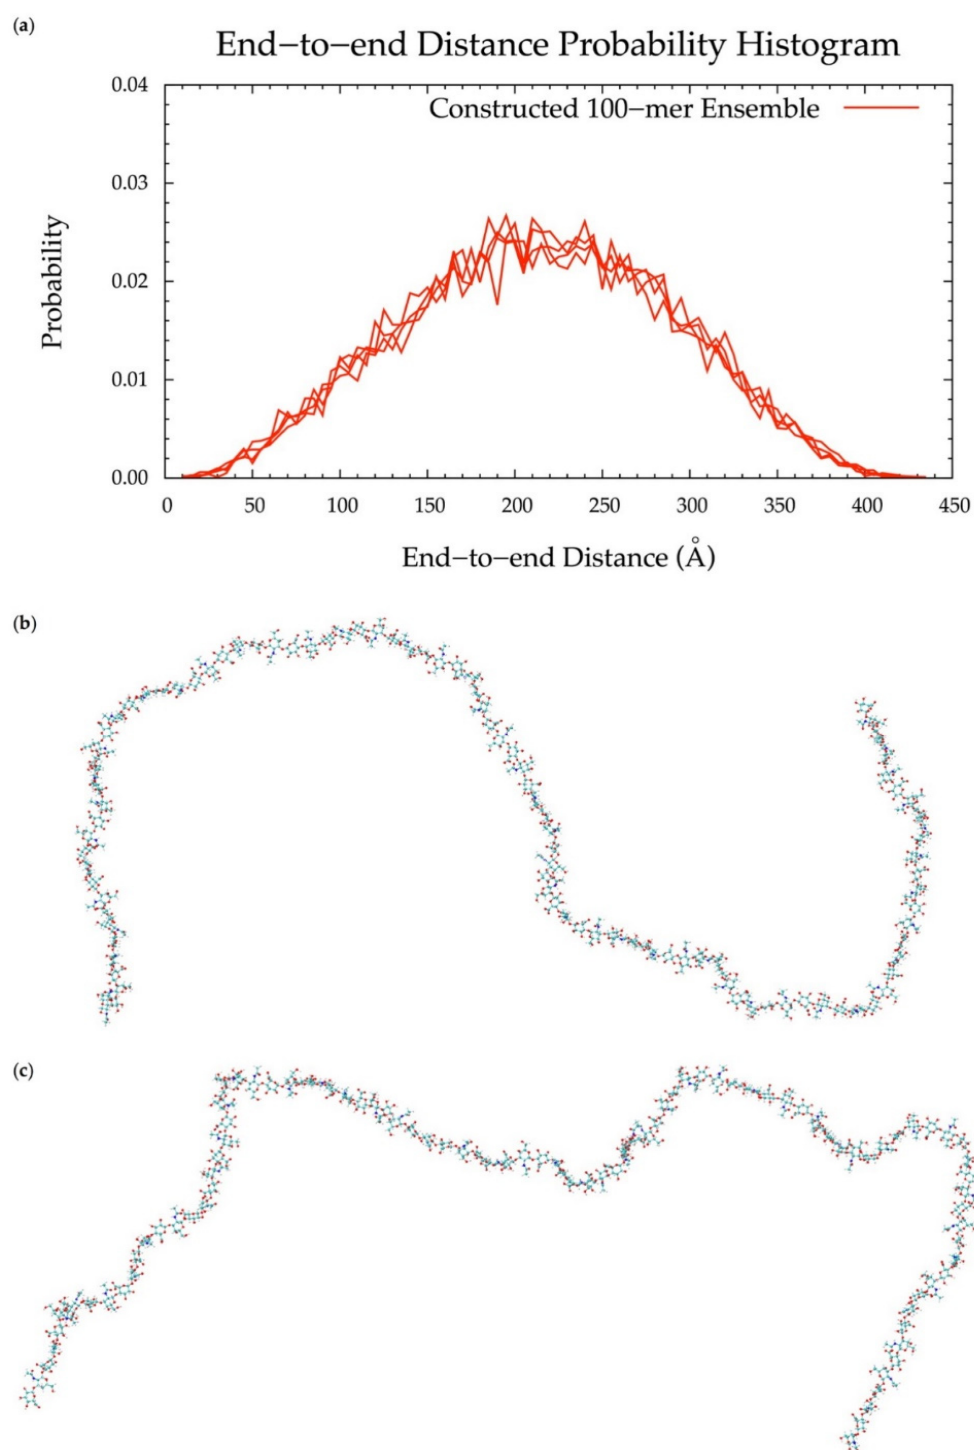 (a)
End−to−end Distance Probability Histogram
0.04
Constructed 100−mer Ensemble
0.03
0.02
0.01
0.00
Probability
0 50 100 150 200 250 300 350 400 450
End−to−end Distance (Å)
(b)
(c)